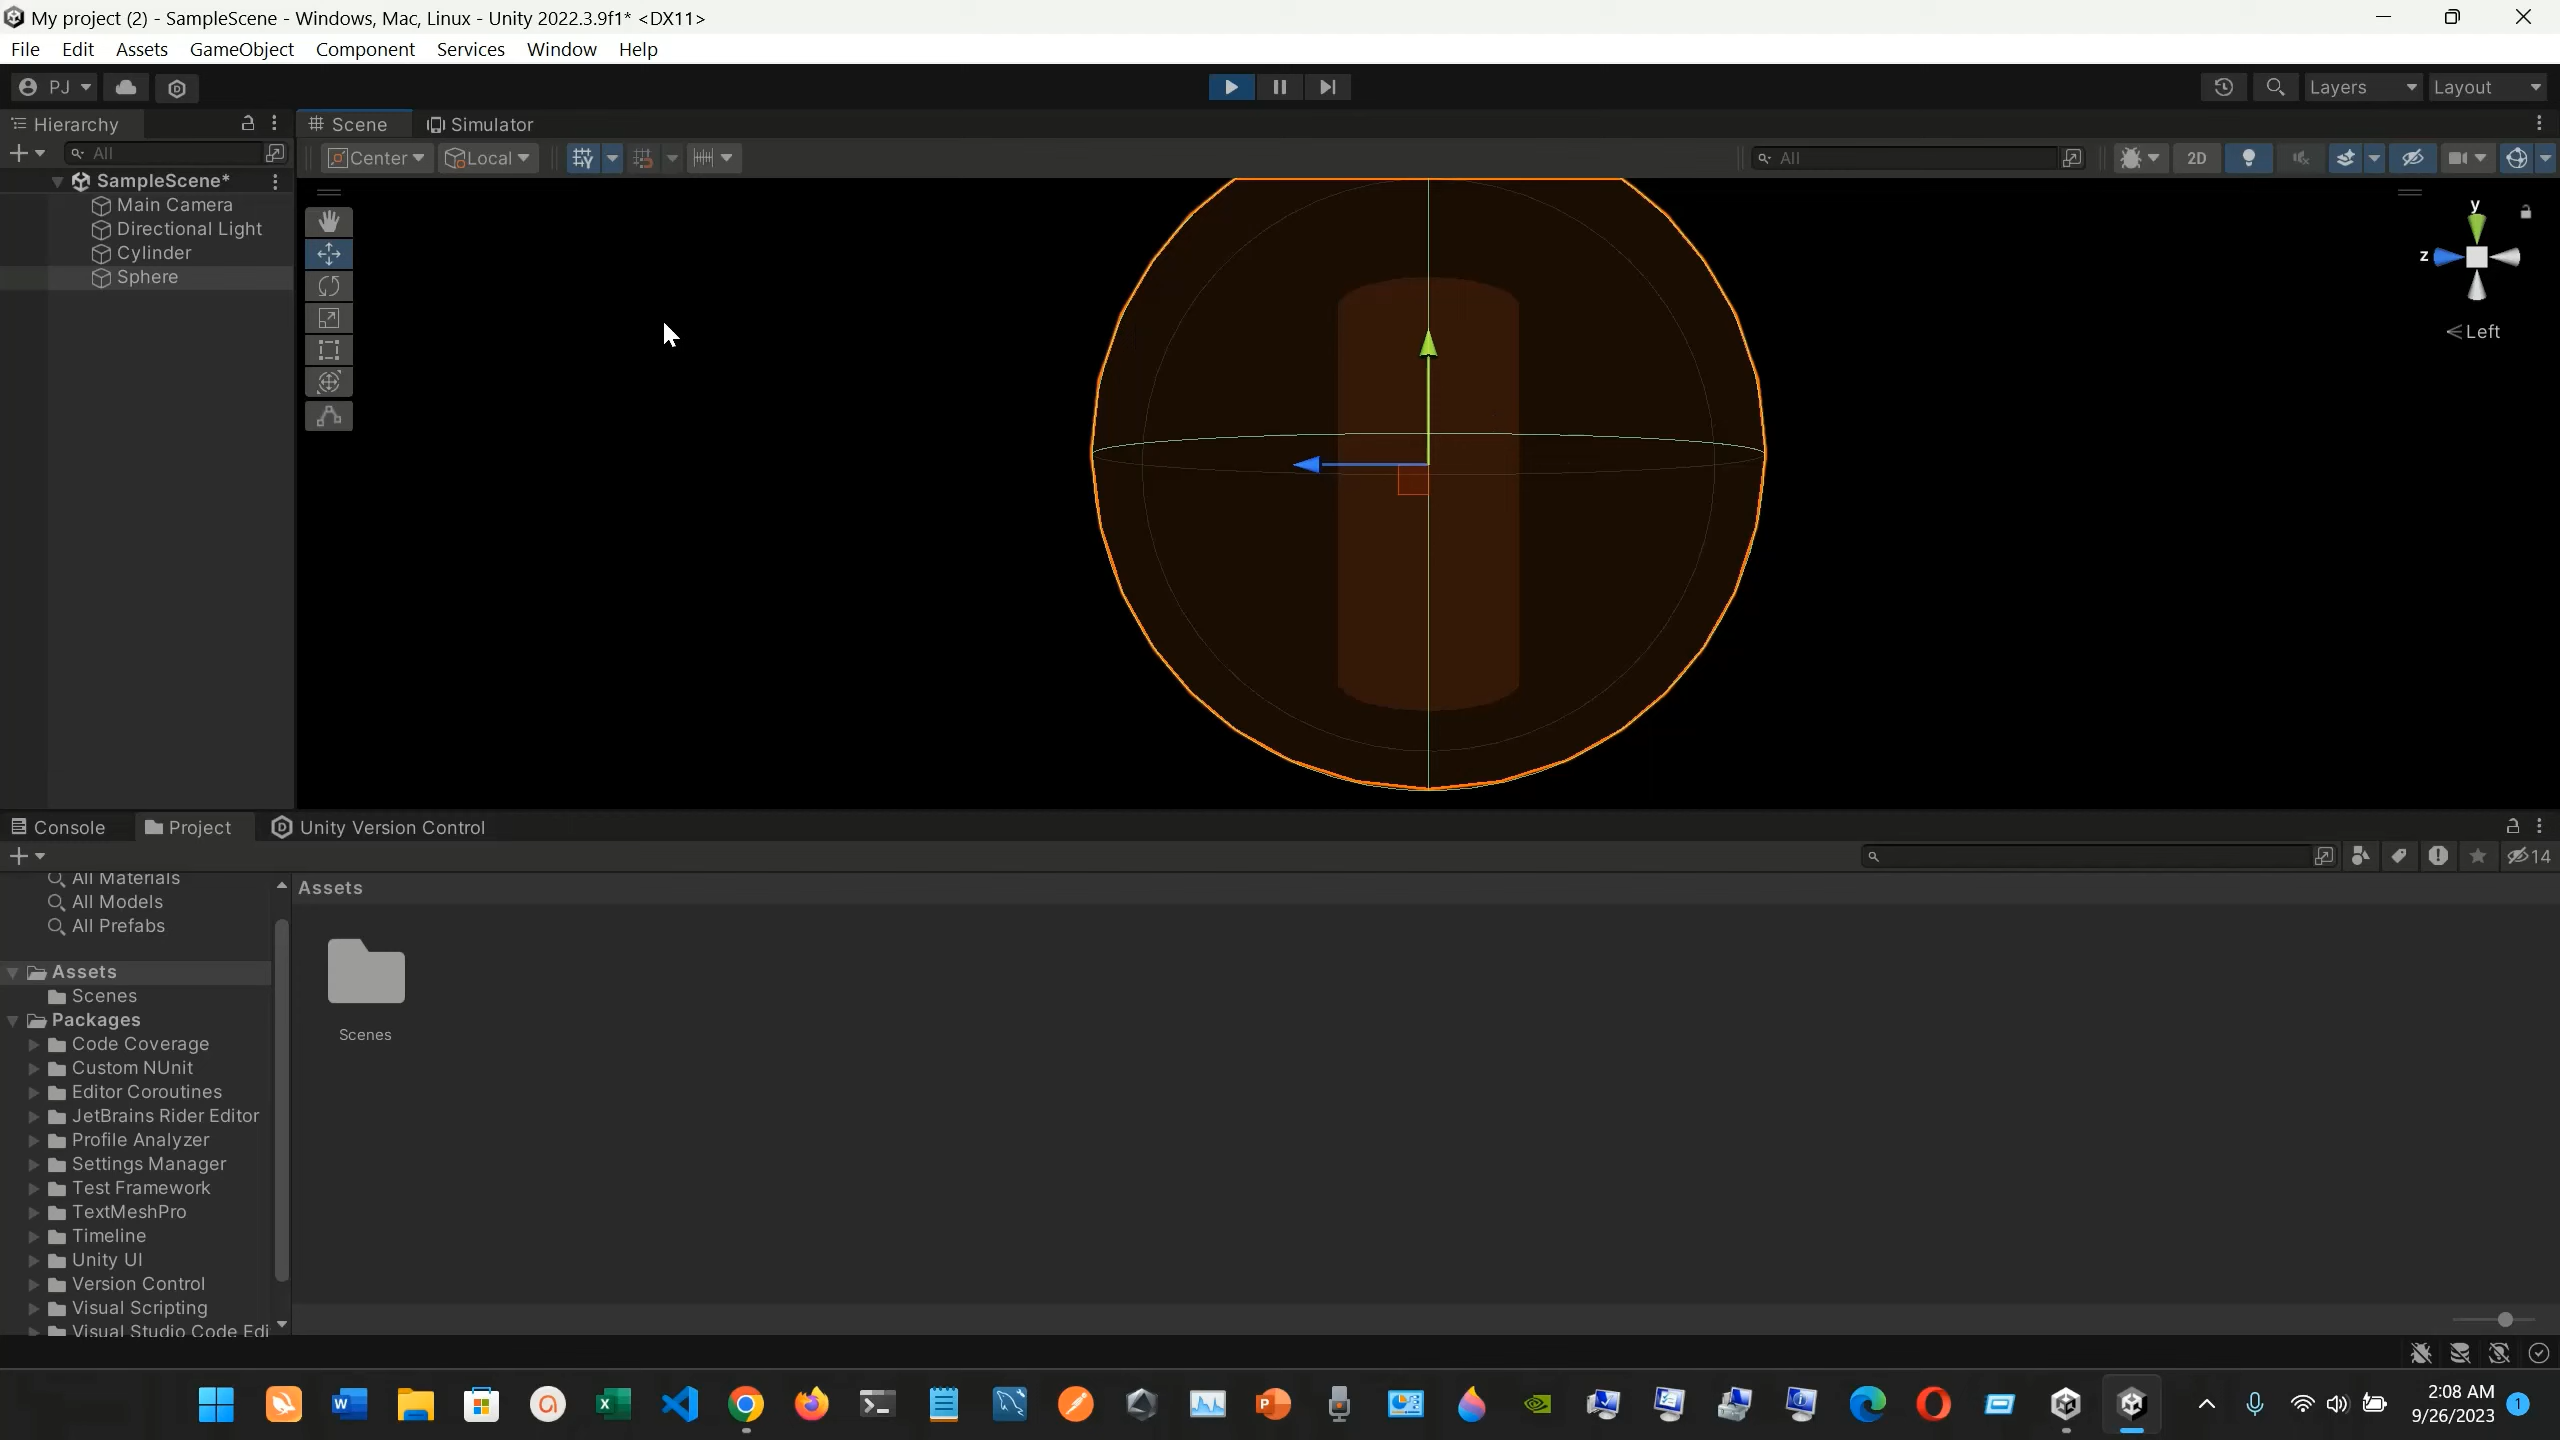 My project (2) - SampleScene - Windows, Mac, Linux - Unity 2022.3.9f1* <DX11>
File Edit Assets GameObject Component Services Window Help
PJ Layers Layout
Hierarchy Scene Simulator
All Center Local All 2D
SampleScene*
Main Camera
Directional Light
Cylinder
Sphere
y
z
Left
Console Project Unity Version Control
14
All Materials
All Models
All Prefabs
Assets
Scenes
Packages
Code Coverage
Custom NUnit
Editor Coroutines
JetBrains Rider Editor
Profile Analyzer
Settings Manager
Test Framework
TextMeshPro
Timeline
Unity UI
Version Control
Visual Scripting
Visual Studio Code Edi
Assets
Scenes
2:08 AM
9/26/2023
1